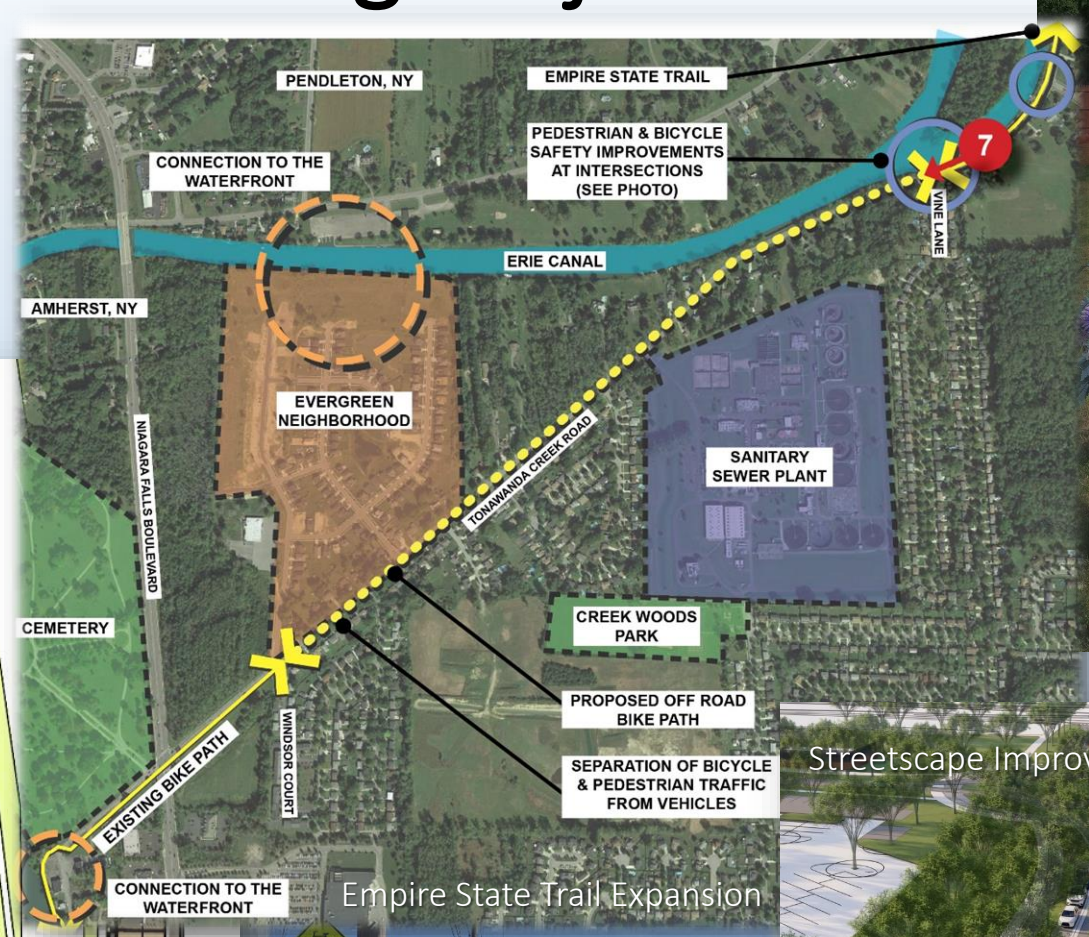 PENDLETON, NY
EMPIRE STATE TRAIL
PEDESTRIAN & BICYCLE
SAFETY IMPROVEMENTS
AT INTERSECTIONS
(SEE PHOTO)
7
CONNECTION TO THE
WATERFRONT
VINE LANE
ERIE CANAL
AMHERST, NY
EVERGREEN
NEIGHBORHOOD
NIAGARA FALLS BOULEVARD
TONAWANDA CREEK ROAD
SANITARY
SEWER PLANT
CEMETERY
CREEK WOODS
PARK
PROPOSED OFF ROAD
BIKE PATH
WINDSOR COURT
EXISTING BIKE PATH
SEPARATION OF BICYCLE
& PEDESTRIAN TRAFFIC
FROM VEHICLES
Streetscape Improv
CONNECTION TO THE
WATERFRONT
Empire State Trail Expansion